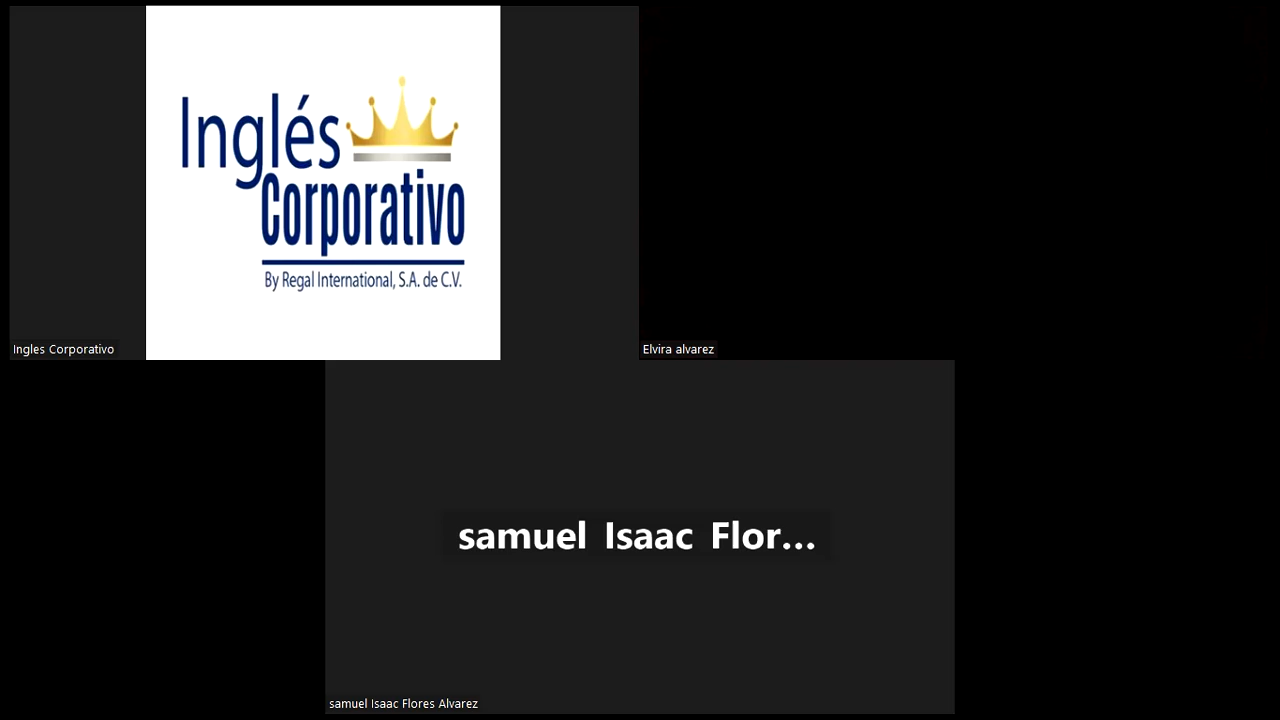 Inglés
Corporativo
By Regal International, S.A. de C.V.
Ingles Corporativo
Elvira alvarez
samuel Isaac Flor...
samuel Isaac Flores Alvarez